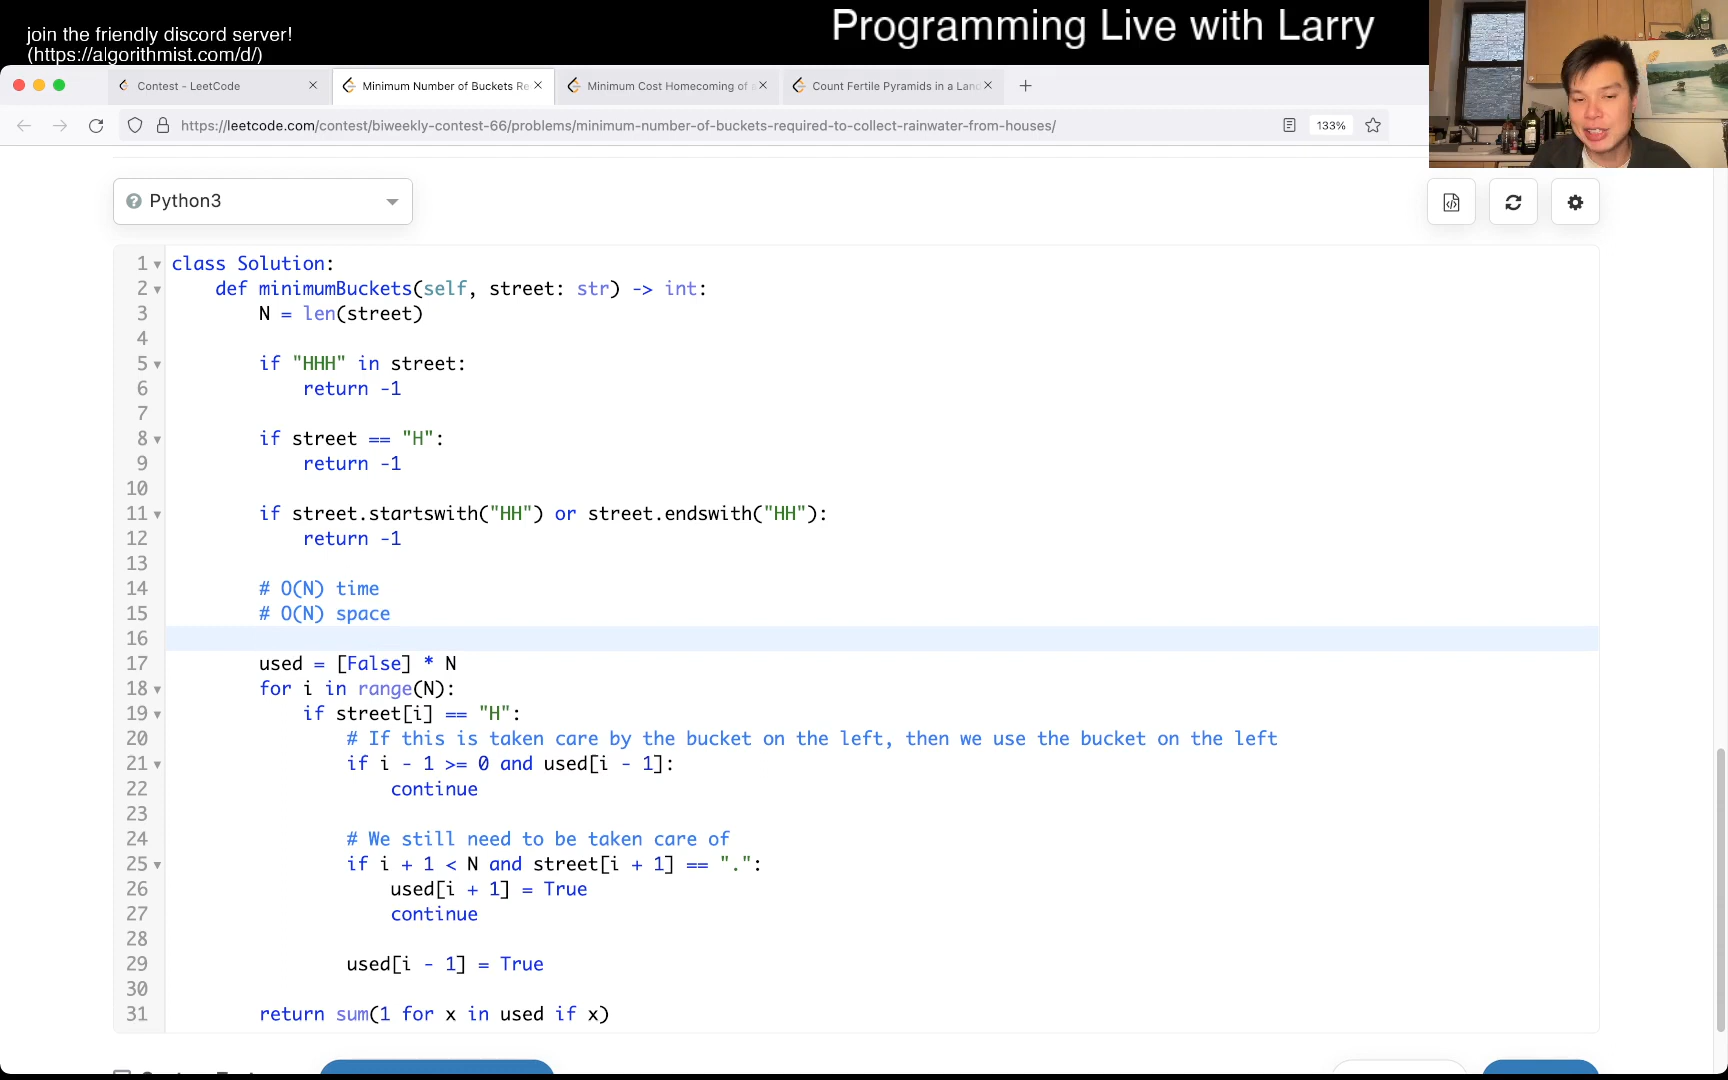 join the friendly discord server!
(https://algorithmist.com/d/)
Programming Live with Larry
Contest - LeetCode
Minimum Number of Buckets Re
Minimum Cost Homecoming of a
Count Fertile Pyramids in a Land
https://leetcode.com/contest/biweekly-contest-66/problems/minimum-number-of-buckets-required-to-collect-rainwater-from-houses/
133%
Python3
1 class Solution:
2 def minimumBuckets(self, street: str) -> int:
3 N = len(street)
4
5 if "HHH" in street:
6 return -1
7
8 if street == "H":
9 return -1
10
11 if street.startswith("HH") or street.endswith("HH"):
12 return -1
13
14 # O(N) time
15 # O(N) space
16
17 used = [False] * N
18 for i in range(N):
19 if street[i] == "H":
20 # If this is taken care by the bucket on the left, then we use the bucket on the left
21 if i - 1 >= 0 and used[i - 1]:
22 continue
23
24 # We still need to be taken care of
25 if i + 1 < N and street[i + 1] == ".":
26 used[i + 1] = True
27 continue
28
29 used[i - 1] = True
30
31 return sum(1 for x in used if x)